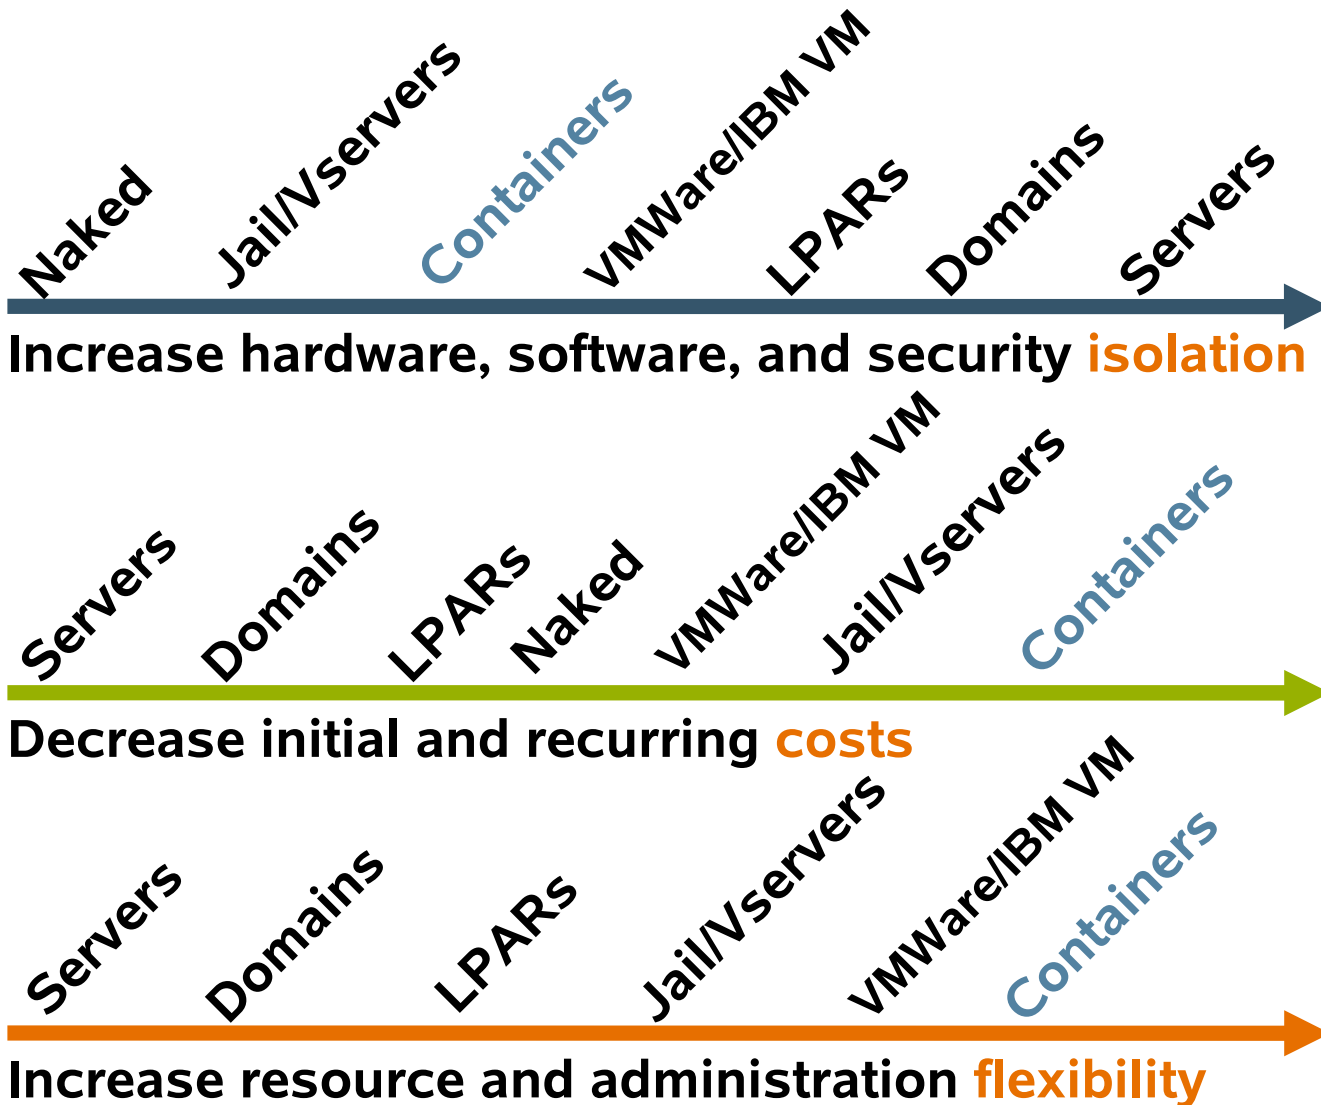 Naked
Jail/Vservers
Containers
VMWare/IBM VM
LPARs
Domains
Servers
Increase hardware, software, and security isolation
Servers
Domains
LPARs
Naked
VMWare/IBM VM
Jail/Vservers
Containers
Decrease initial and recurring costs
Servers
Domains
LPARs
Jail/Vservers
VMWare/IBM VM
Containers
Increase resource and administration flexibility